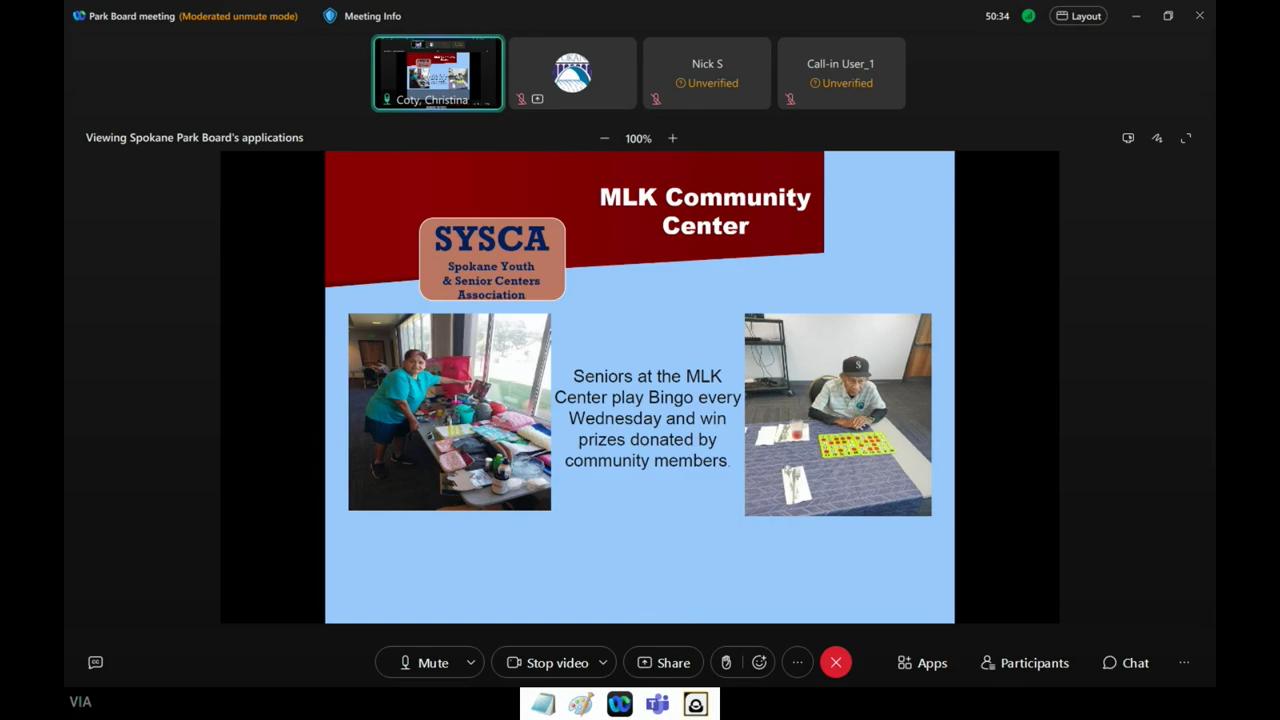 Park Board meeting (Moderated unmute mode)
Meeting Info
50:34
Layout
Coty, Christina
Nick S
Unverified
Call-in User_1
Unverified
Viewing Spokane Park Board's applications
100%
MLK Community
Center
SYSCA
Spokane Youth
& Senior Centers
Association
Seniors at the MLK
Center play Bingo every
Wednesday and win
prizes donated by
community members.
Mute
Stop video
Share
Apps
Participants
Chat
VIA